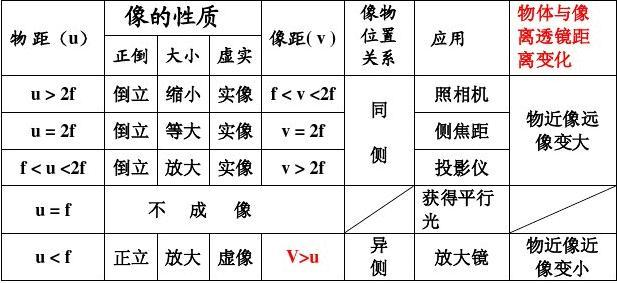 物 距（u）
像的性质
正倒
大小
虚实
像距( v )
像物
位置
关系
应用
物体与像
离透镜距
离变化
u > 2f
倒立
缩小
实像
f < v <2f
同
侧
照相机
物近像远
像变大
u = 2f
倒立
等大
实像
v = 2f
侧焦距
f < u <2f
倒立
放大
实像
v > 2f
投影仪
u = f
不 成 像
获得平行
光
u < f
正立
放大
虚像
V>u
异
侧
放大镜
物近像近
像变小